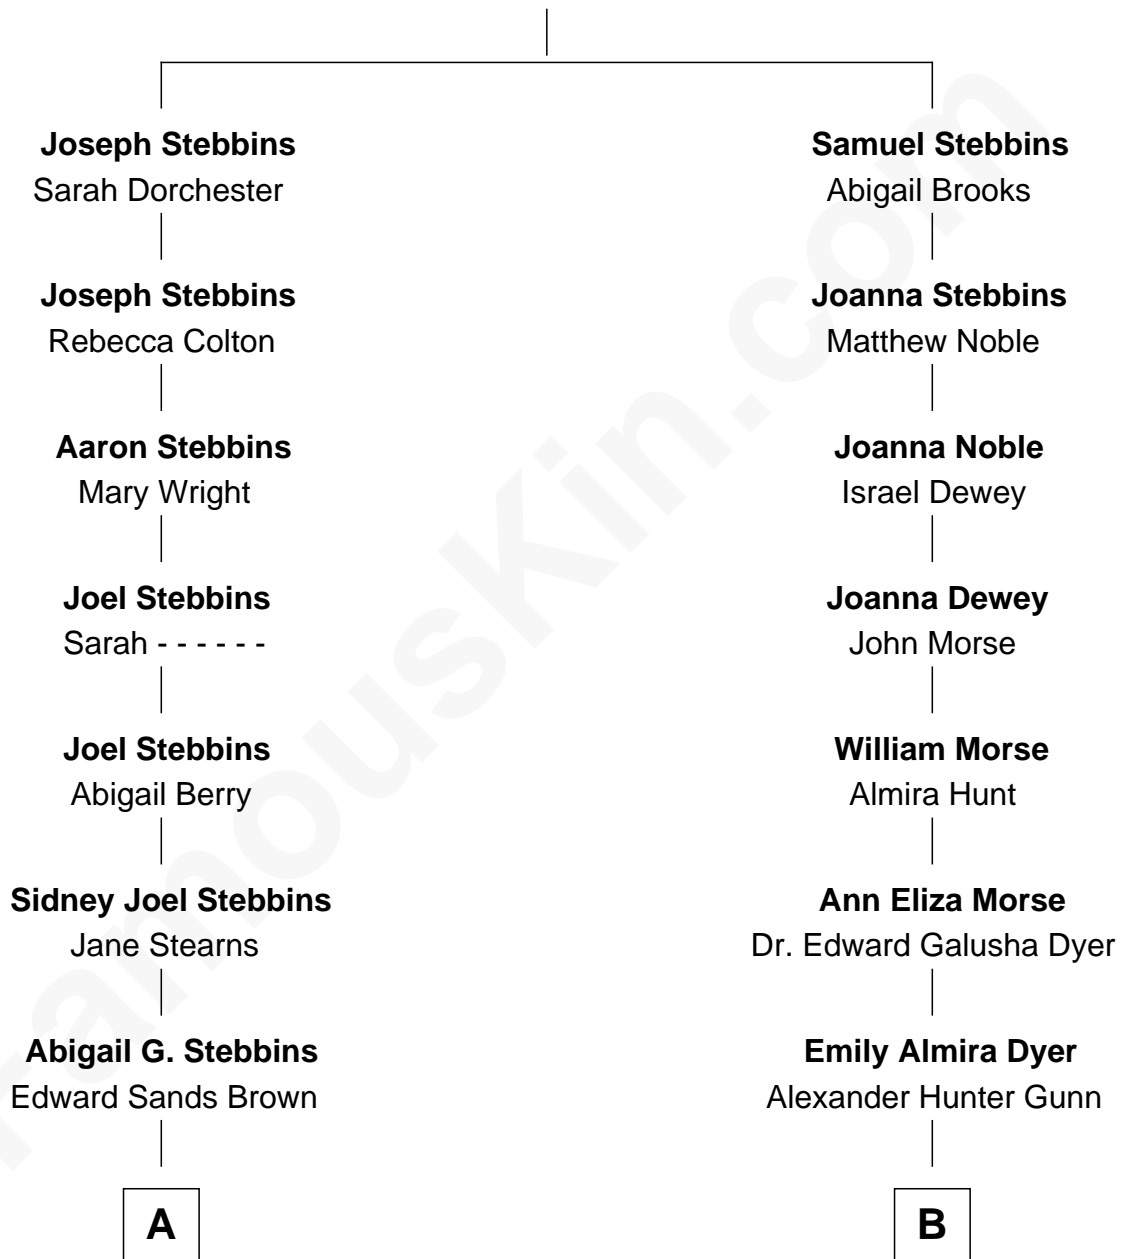 Joseph Stebbins
Sarah Dorchester
Samuel Stebbins
Abigail Brooks
Joseph Stebbins
Rebecca Colton
Joanna Stebbins
Matthew Noble
Aaron Stebbins
Mary Wright
Joanna Noble
Israel Dewey
Joel Stebbins
Sarah - - - - - -
Joanna Dewey
John Morse
Joel Stebbins
Abigail Berry
William Morse
Almira Hunt
Sidney Joel Stebbins
Jane Stearns
Ann Eliza Morse
Dr. Edward Galusha Dyer
Abigail G. Stebbins
Edward Sands Brown
Emily Almira Dyer
Alexander Hunter Gunn
A
B
FamousKin.com